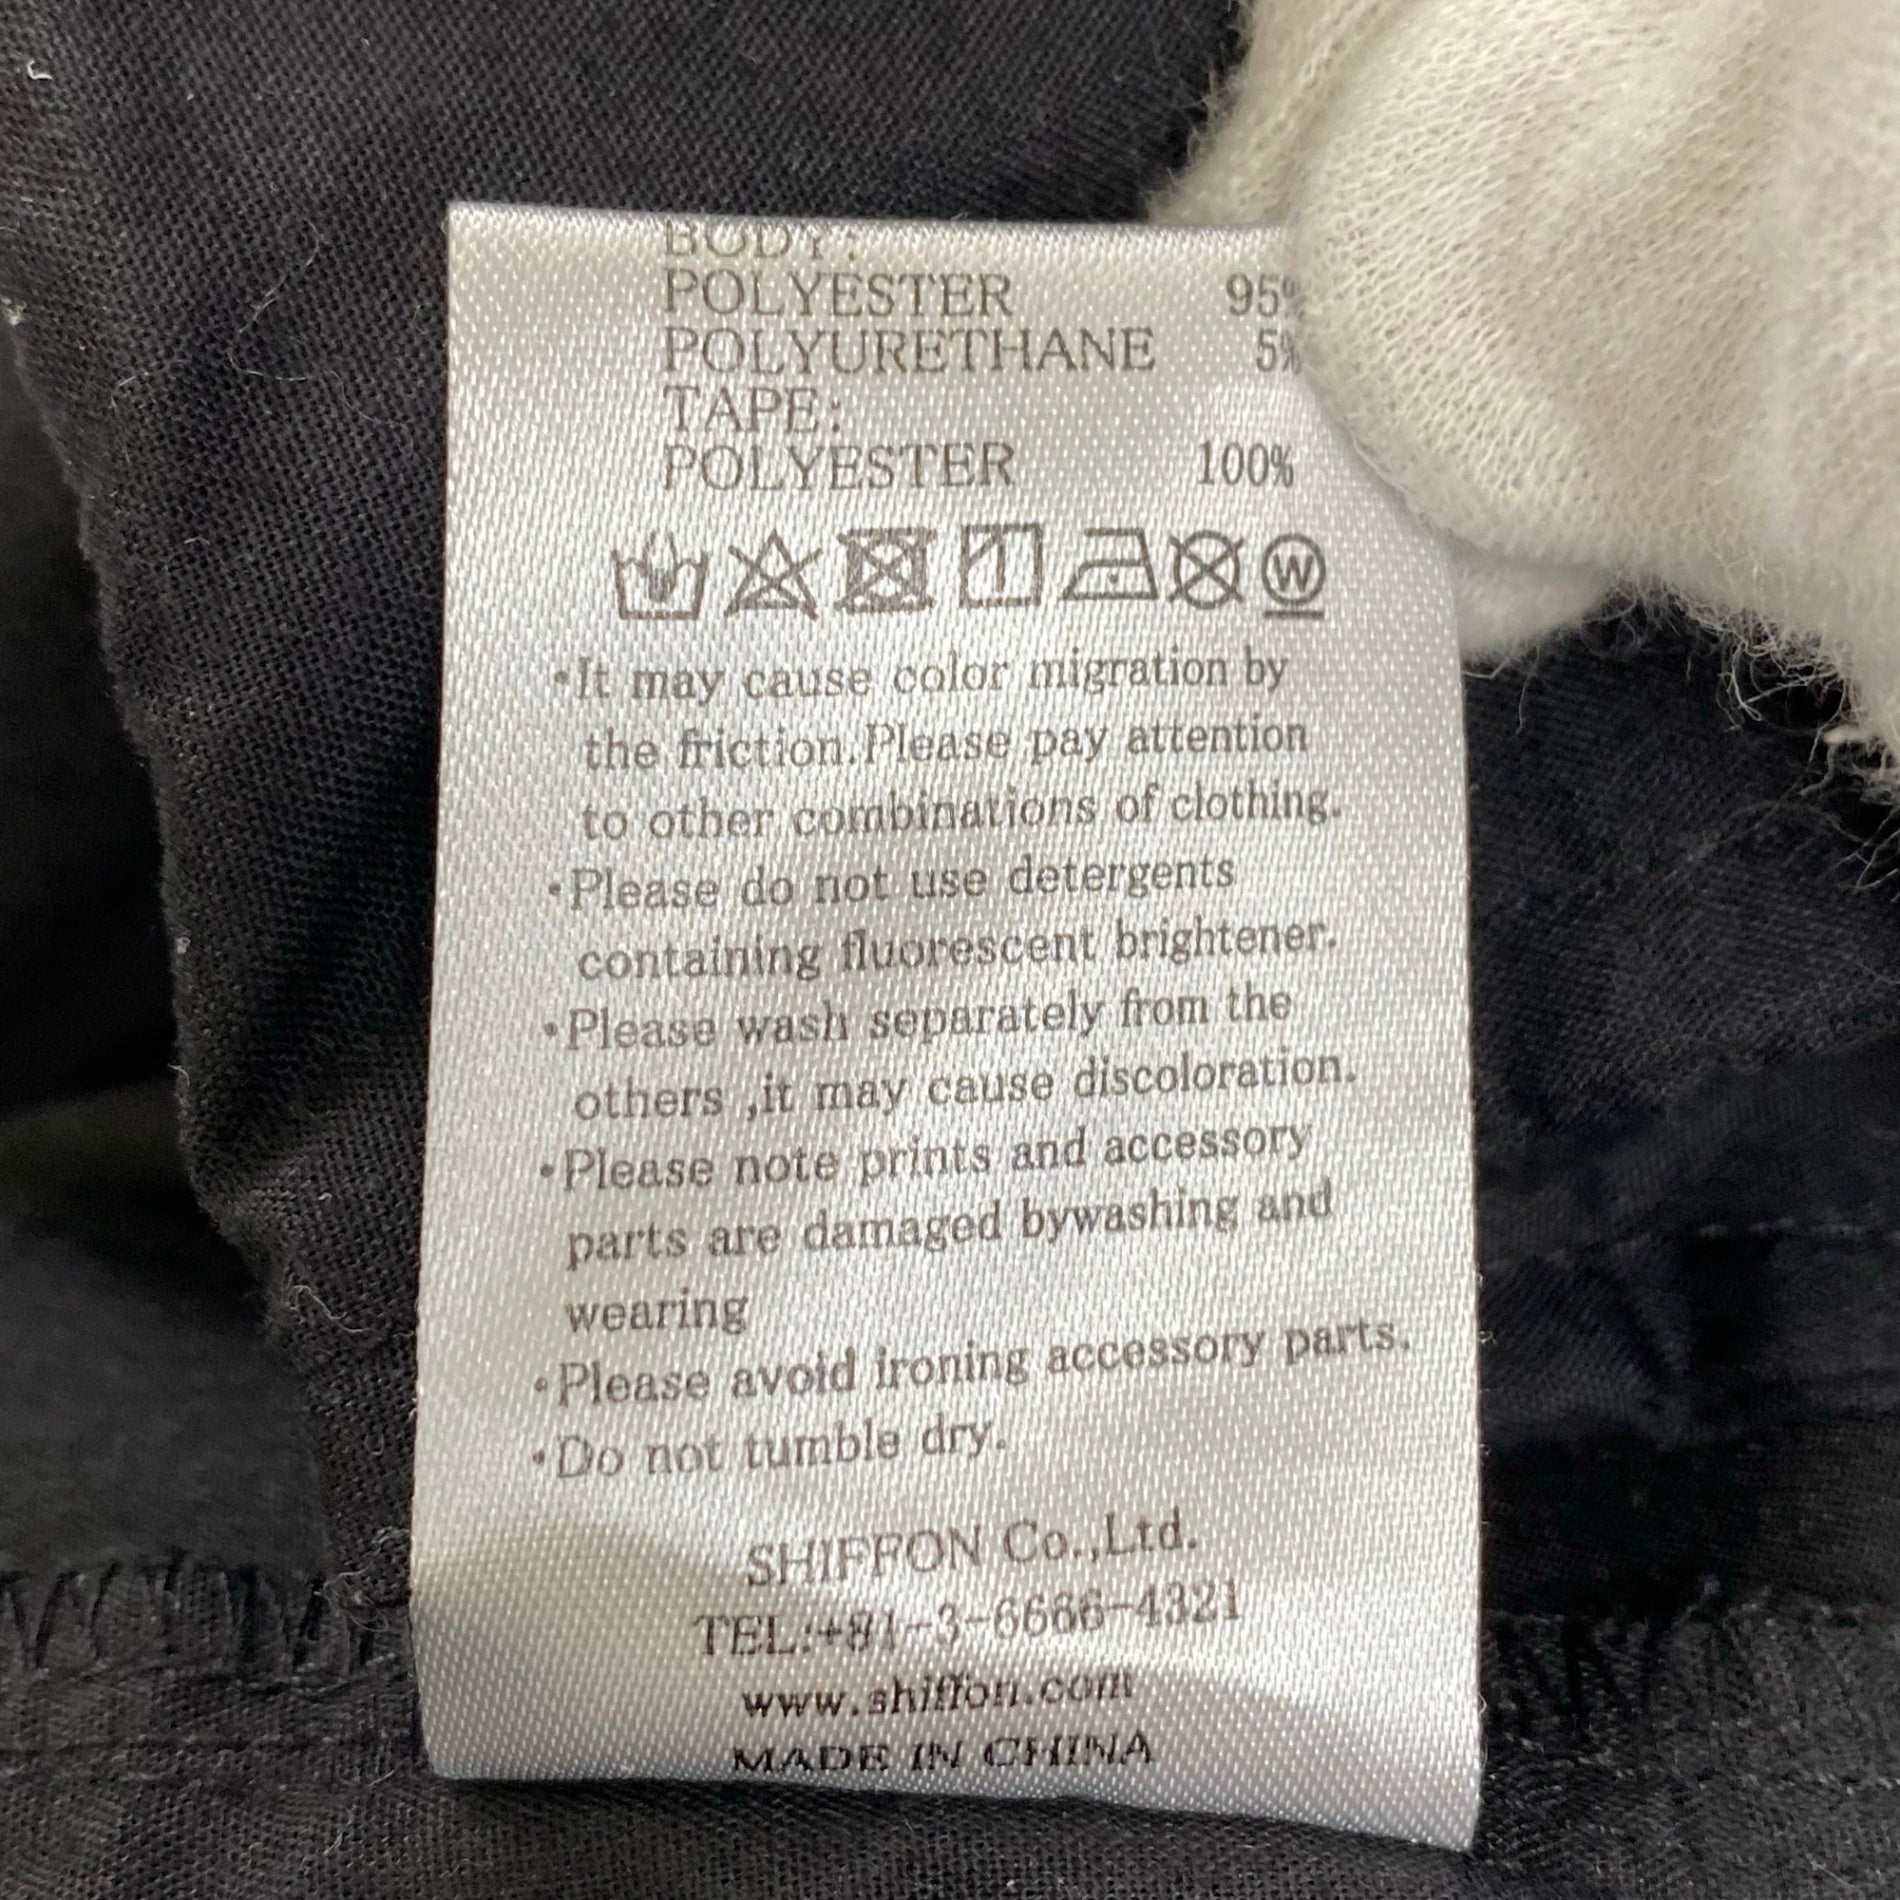 BODY:
POLYESTER 95%
POLYURETHANE 5%
TAPE:
POLYESTER 100%
W
•It may cause color migration by
the friction.Please pay attention
to other combinations of clothing.
•Please do not use detergents
containing fluorescent brightener.
•Please wash separately from the
others ,it may cause discoloration.
•Please note prints and accessory
parts are damaged bywashing and
wearing
•Please avoid ironing accessory parts.
•Do not tumble dry.
SHIFFON Co.,Ltd.
TEL:+81-3-6666-4321
www.shiffon.com
MADE IN CHINA